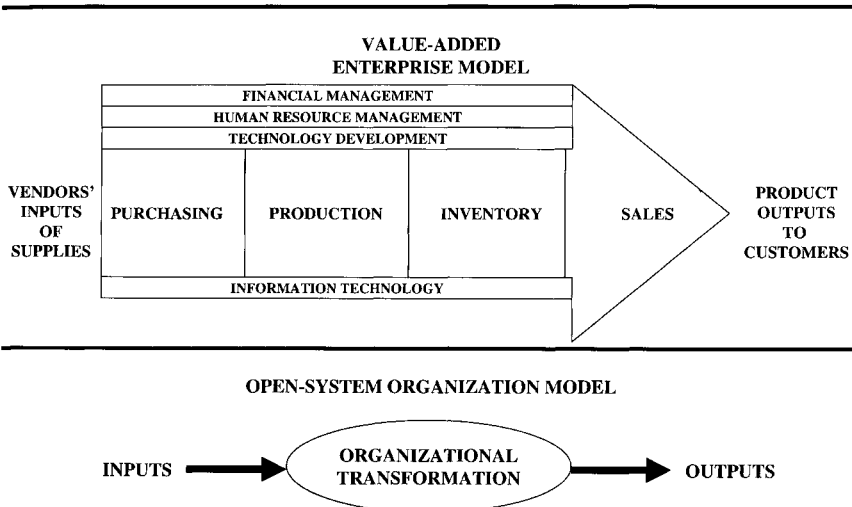 VALUE-ADDED
ENTERPRISE MODEL
FINANCIAL MANAGEMENT
HUMAN RESOURCE MANAGEMENT
TECHNOLOGY DEVELOPMENT
VENDORS'
INPUTS
OF
SUPPLIES
PURCHASING
PRODUCTION
INVENTORY
SALES
PRODUCT
OUTPUTS
TO
CUSTOMERS
INFORMATION TECHNOLOGY
OPEN-SYSTEM ORGANIZATION MODEL
INPUTS
ORGANIZATIONAL
TRANSFORMATION
OUTPUTS